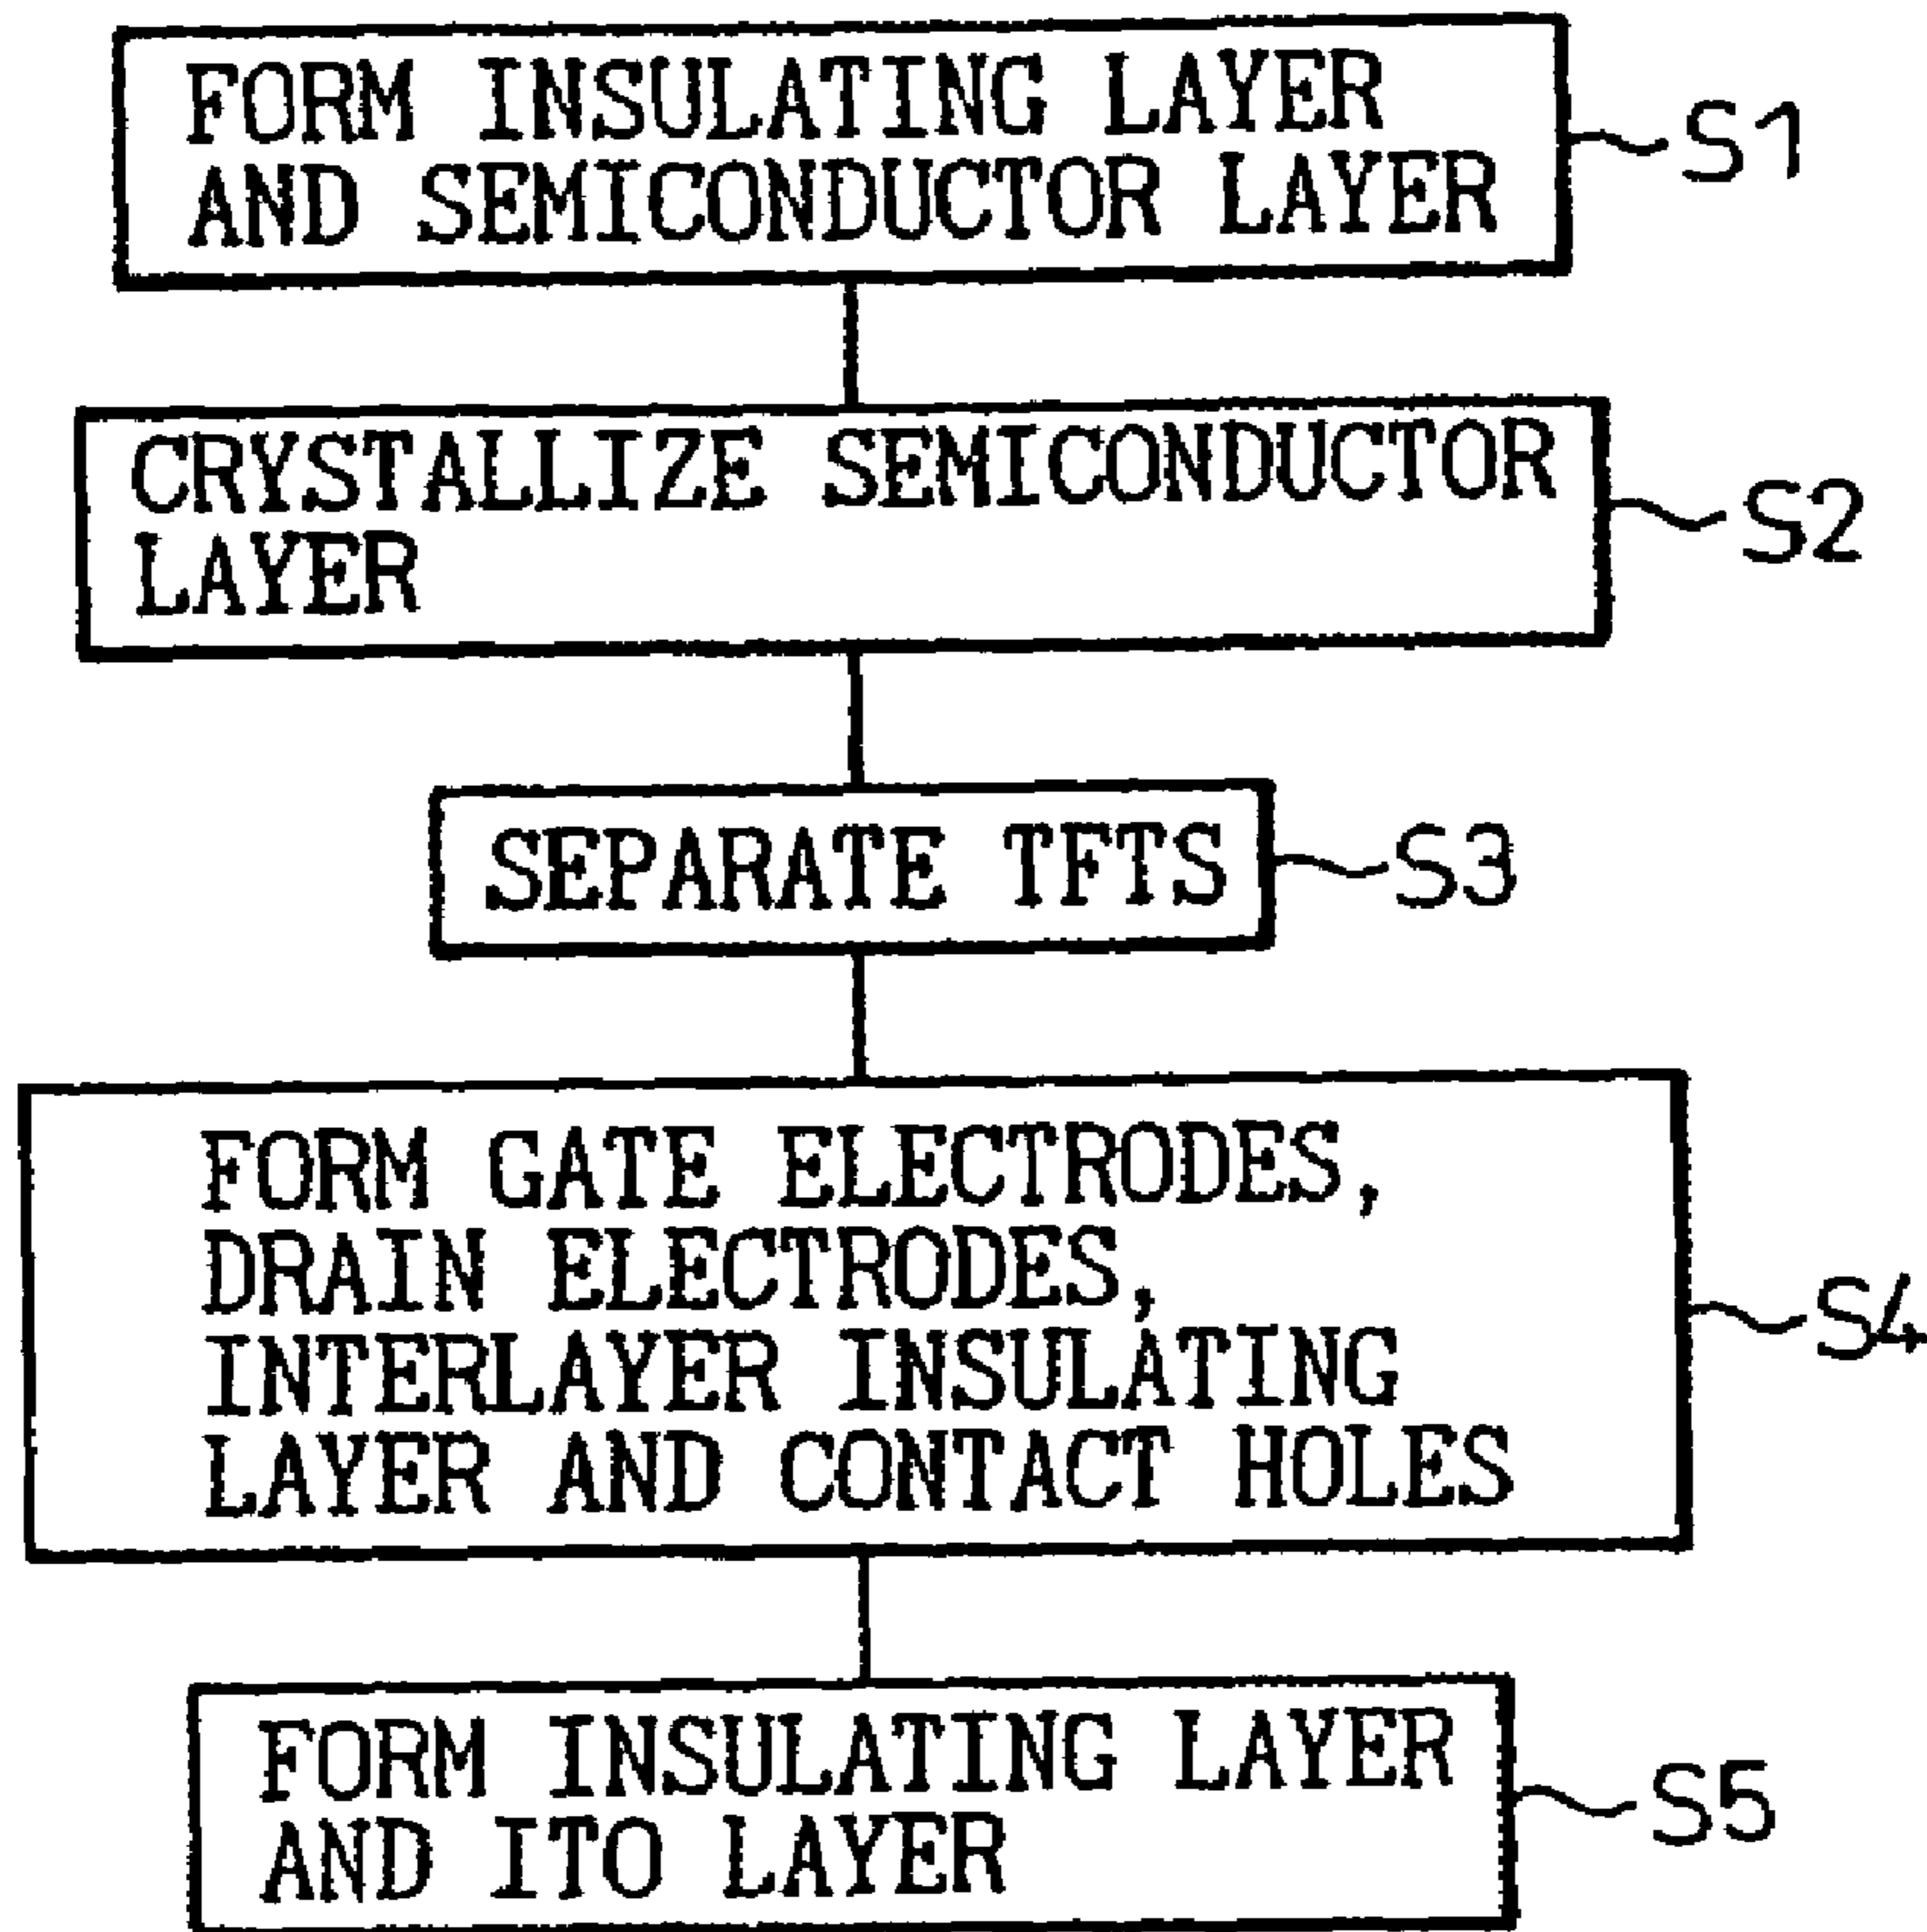 FORM INSULATING LAYER
AND SEMICONDUCTOR LAYER
S1
CRYSTALLIZE SEMICONDUCTOR
LAYER
S2
SEPARATE TFTS
S3
FORM GATE ELECTRODES,
DRAIN ELECTRODES,
INTERLAYER INSULATING
LAYER AND CONTACT HOLES
S4
FORM INSULATING LAYER
AND ITO LAYER
S5